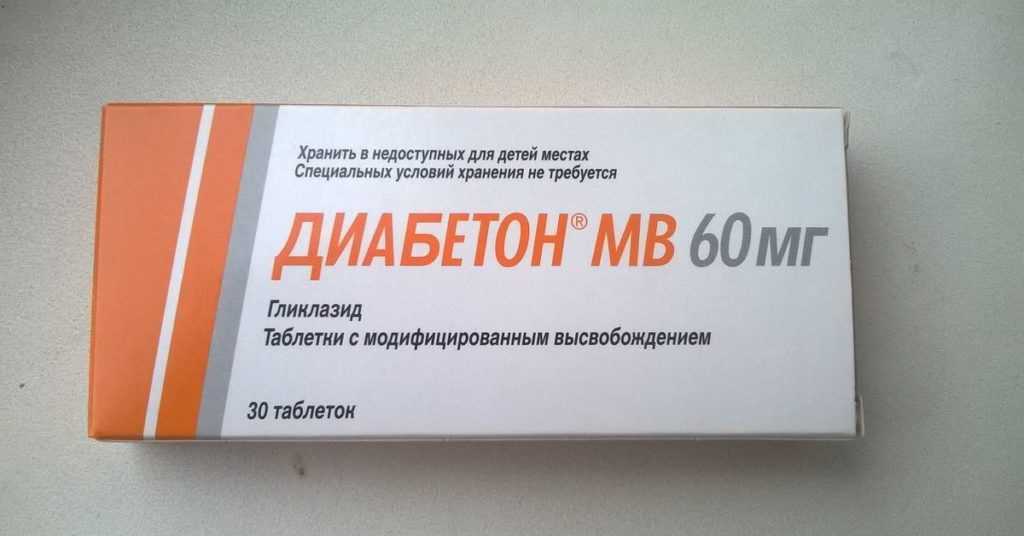 Хранить в недоступных для детей местах
Специальных условий хранения не требуется
ДИАБЕТОН® МВ 60 мг
Гликлазид
Таблетки с модифицированным высвобождением
30 таблеток